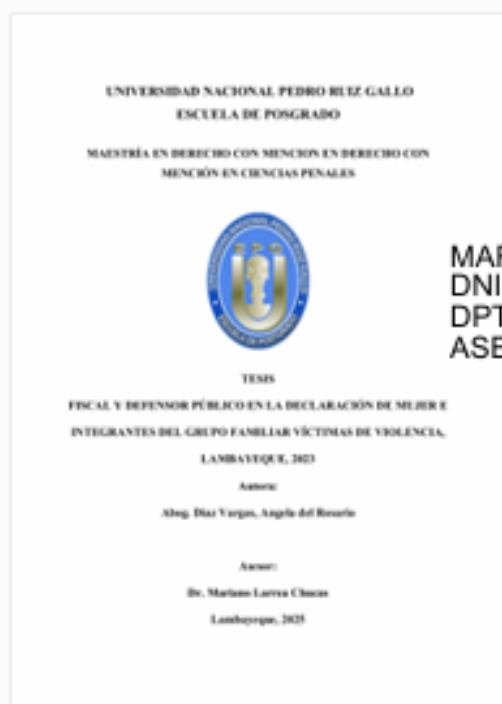 UNIVERSIDAD NACIONAL PEDRO RUIZ GALLO
ESCUELA DE POSGRADO
MAESTRÍA EN DERECHO CON MENCION EN DERECHO CON
MENCIÓN EN CIENCIAS PENALES
TESIS
FISCAL Y DEFENSOR PÚBLICO EN LA DECLARACIÓN DE MUJER E
INTEGRANTES DEL GRUPO FAMILIAR VÍCTIMAS DE VIOLENCIA,
LAMBAYEQUE, 2023
Autora:
Abog. Díaz Vargas, Angela del Rosario
Asesor:
Dr. Mariano Larrea Chucas
Lambayeque, 2025
DNI
DPT
ASE